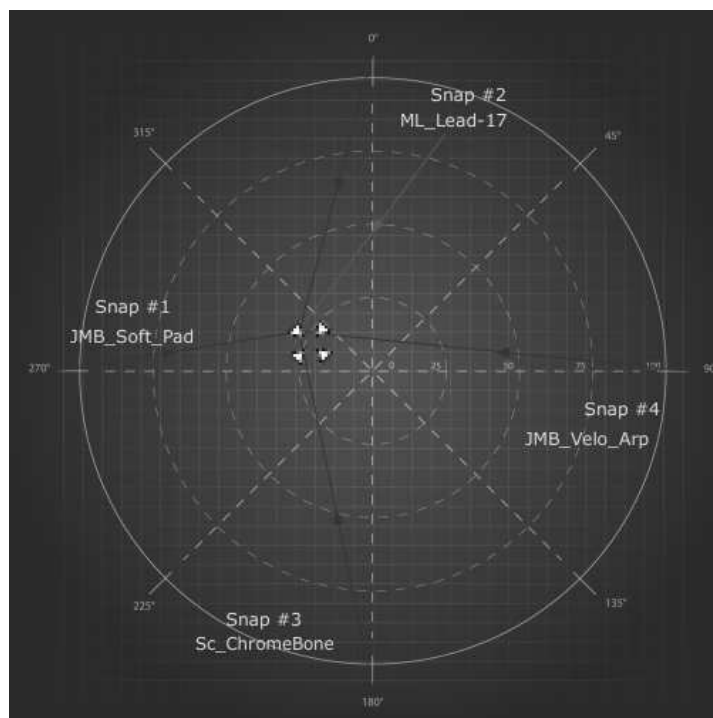 0°
Snap #2
315°
ML_Lead-17
45°
Snap #1
JMB_Soft_Pad
270°
0 25 50 75 100
90
Snap #4
JMB_Velo_Arp
225°
135°
Snap #3
Sc_ChromeBone
180°